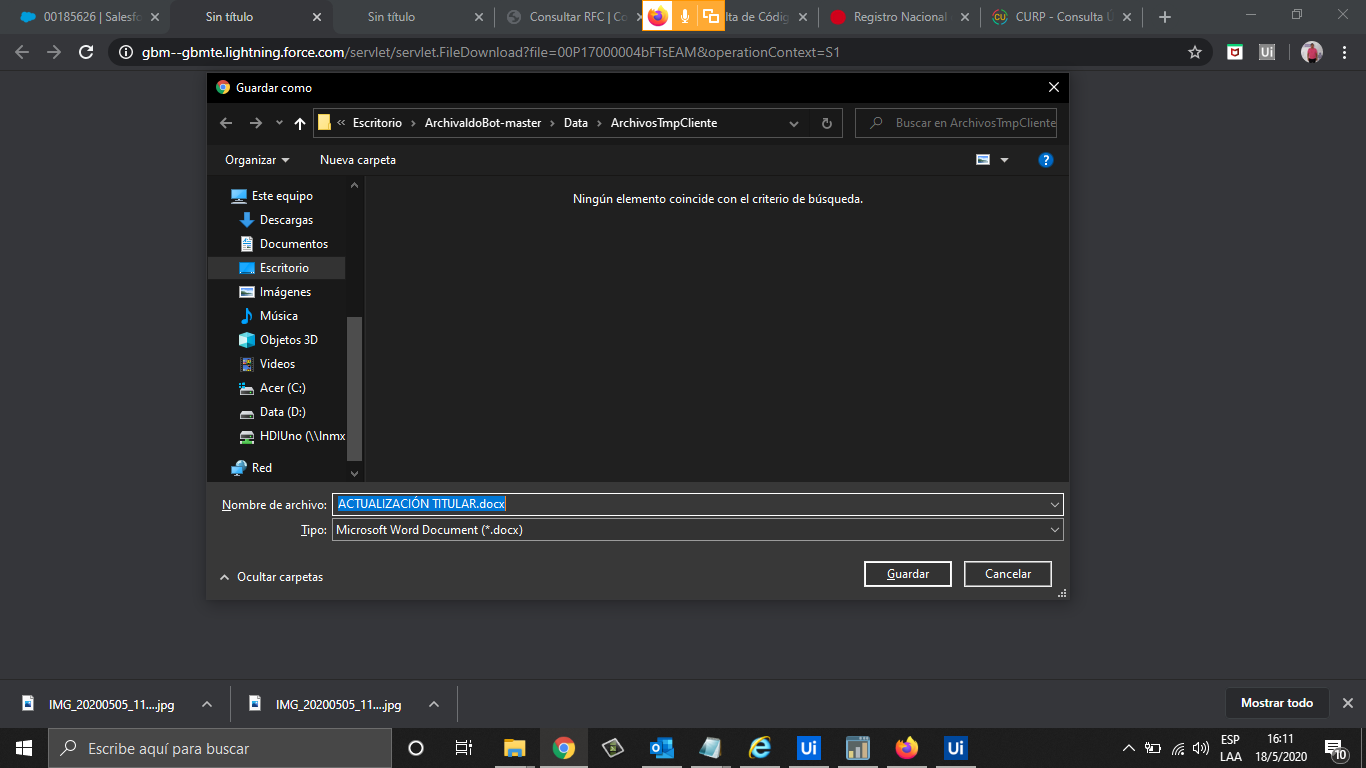 00185626 | Salesfo
Sin título
Sin título
Consultar RFC | Co
lta de Códig
Registro Nacional
CURP - Consulta Ú
gbm--gbmte.lightning.force.com/servlet/servlet.FileDownload?file=00P17000004bFTsEAM&operationContext=S1
Guardar como
« Escritorio › ArchivaldoBot-master › Data › ArchivosTmpCliente
Buscar en ArchivosTmpCliente
Organizar
Nueva carpeta
Este equipo
Descargas
Documentos
Escritorio
Imágenes
Música
Objetos 3D
Videos
Acer (C:)
Data (D:)
HDIUno (\\Inmx
Red
Ningún elemento coincide con el criterio de búsqueda.
Nombre de archivo: ACTUALIZACIÓN TITULAR.docx
Tipo: Microsoft Word Document (*.docx)
Ocultar carpetas
Guardar
Cancelar
IMG_20200505_11....jpg
IMG_20200505_11....jpg
Mostrar todo
Escribe aquí para buscar
ESP
LAA
16:11
18/5/2020
10